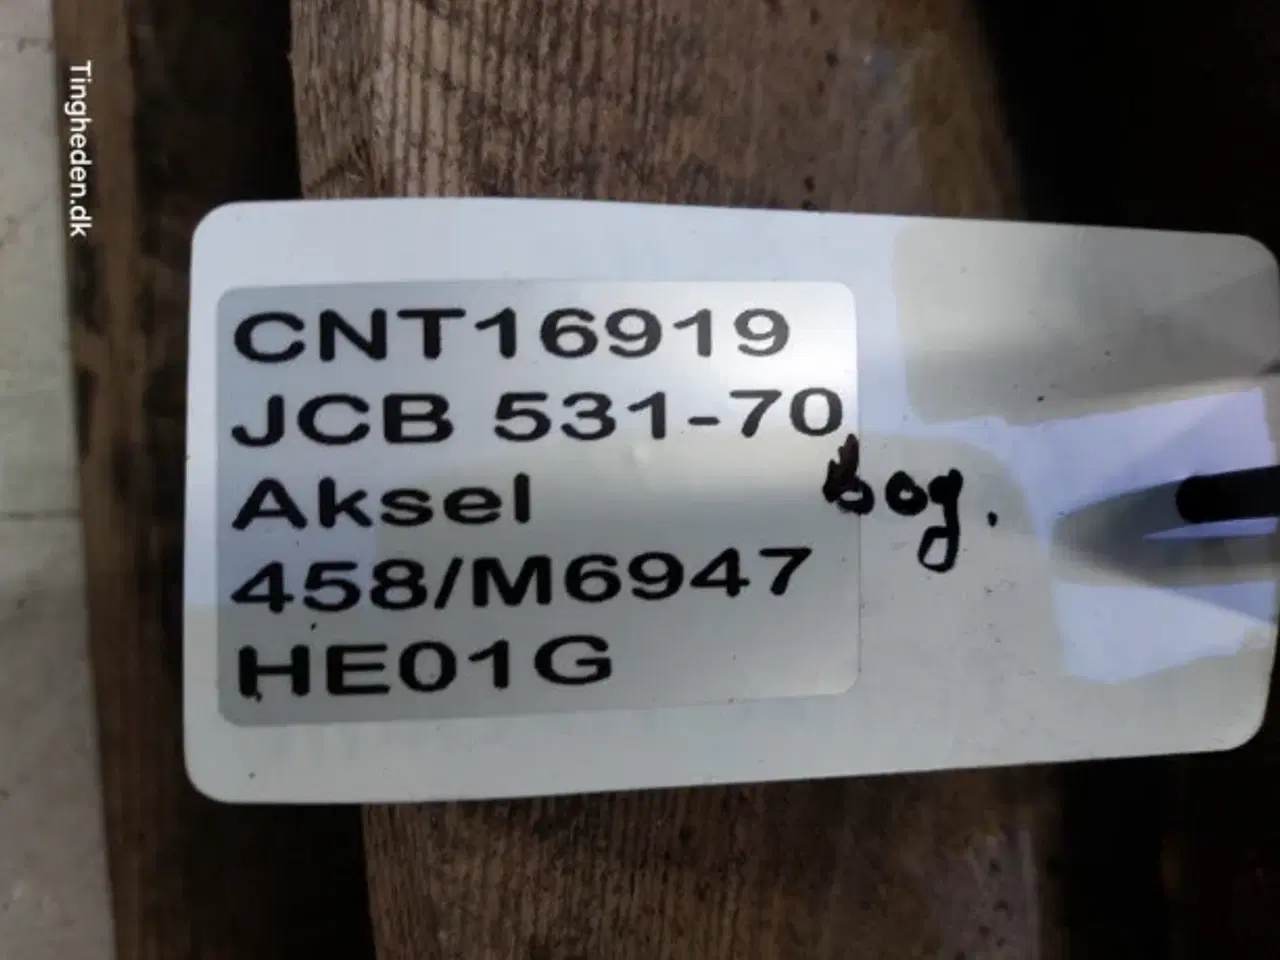 Tingheden.dk
CNT16919
JCB 531-70
Aksel
bag.
458/M6947
HE01G